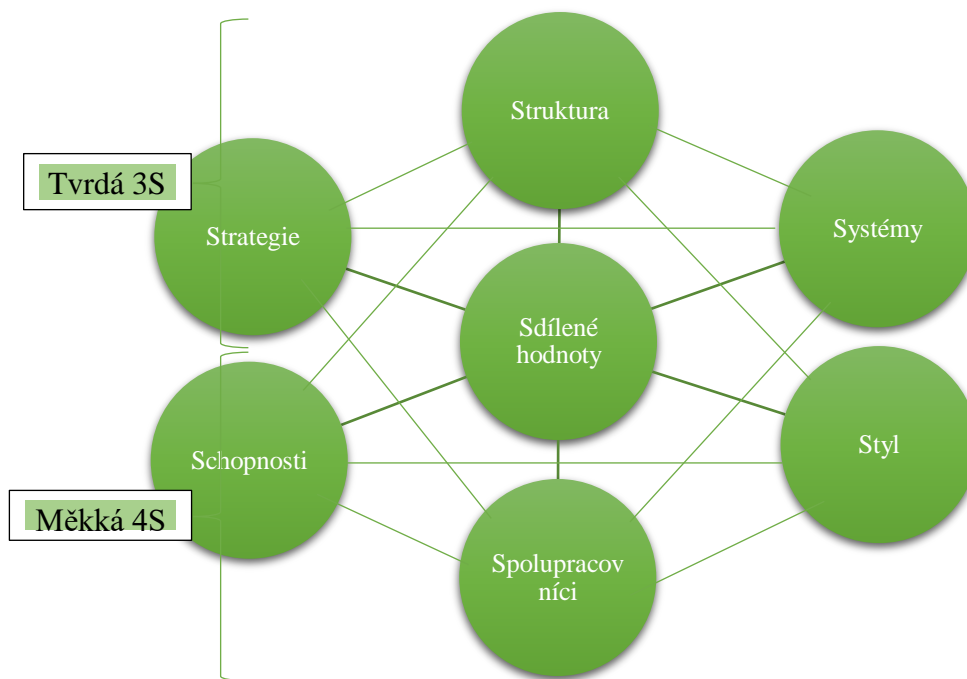 Struktura
Tvrdá 3S
Strategie
Systémy
Sdílené
hodnoty
Schopnosti
Styl
Měkká 4S
Spolupracov
níci